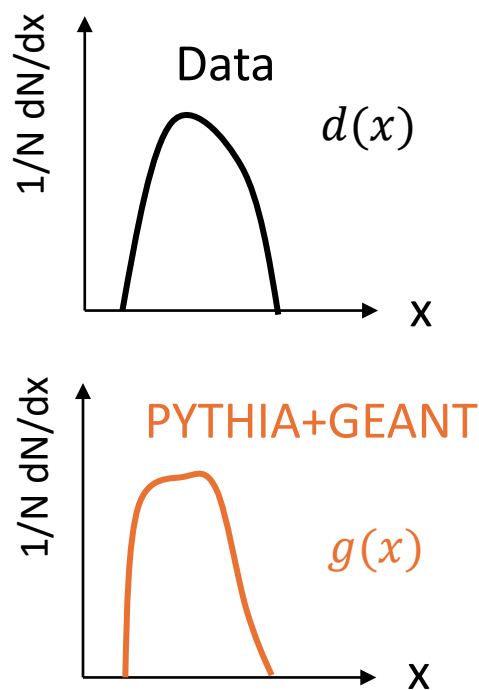 Data
1/N dN/dx
d(x)
x
PYTHIA+GEANT
1/N dN/dx
g(x)
x